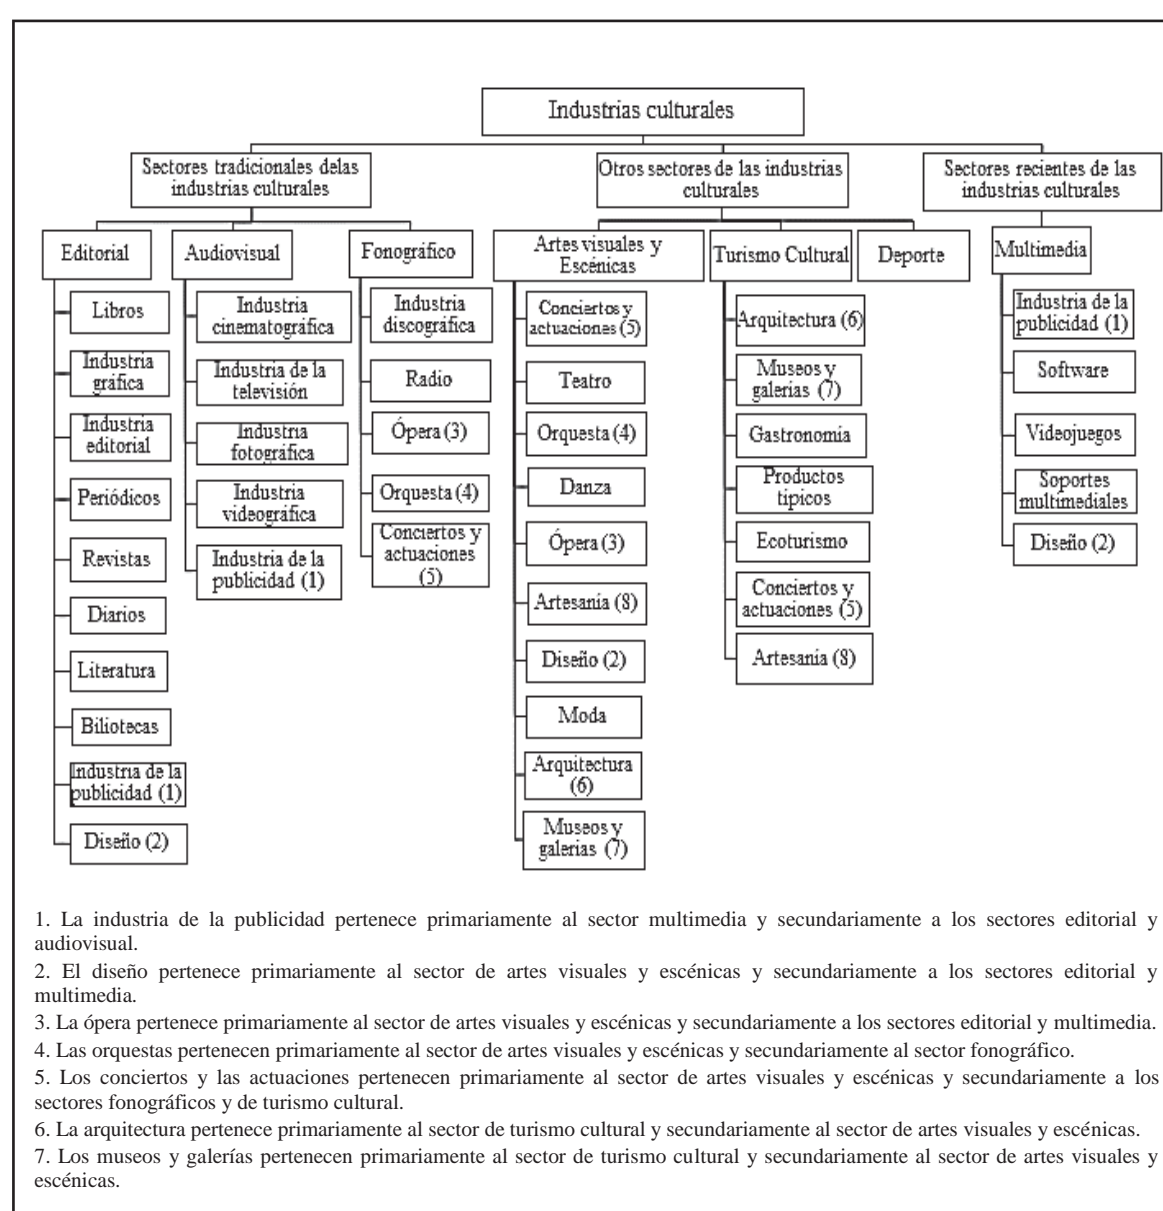 Industrias culturales
Sectores tradicionales delas
industrias culturales
Otros sectores de las industrias
culturales
Sectores recientes de las
industrias culturales
Editorial
Audiovisual
Fonográfico
Artes visuales y
Escénicas
Turismo Cultural
Deporte
Multimedia
Libros
Industria
gráfica
Industria
editorial
Periódicos
Revistas
Diarios
Literatura
Biliotecas
Industria de la
publicidad (1)
Diseño (2)
Industria
cinematográfica
Industria de la
televisión
Industria
fotográfica
Industria
videográfica
Industria de la
publicidad (1)
Industria
discográfica
Radio
Ópera (3)
Orquesta (4)
Conciertos y
actuaciones
(5)
Conciertos y
actuaciones (5)
Teatro
Orquesta (4)
Danza
Ópera (3)
Artesanía (8)
Diseño (2)
Moda
Arquitectura
(6)
Museos y
galerías (7)
Arquitectura (6)
Museos y
galerías (7)
Gastronomía
Productos
típicos
Ecoturismo
Conciertos y
actuaciones (5)
Artesanía (8)
Industria de la
publicidad (1)
Software
Videojuegos
Soportes
multimediales
Diseño (2)
1. La industria de la publicidad pertenece primariamente al sector multimedia y secundariamente a los sectores editorial y
audiovisual.
2. El diseño pertenece primariamente al sector de artes visuales y escénicas y secundariamente a los sectores editorial y
multimedia.
3. La ópera pertenece primariamente al sector de artes visuales y escénicas y secundariamente a los sectores editorial y multimedia.
4. Las orquestas pertenecen primariamente al sector de artes visuales y escénicas y secundariamente al sector fonográfico.
5. Los conciertos y las actuaciones pertenecen primariamente al sector de artes visuales y escénicas y secundariamente a los
sectores fonográficos y de turismo cultural.
6. La arquitectura pertenece primariamente al sector de turismo cultural y secundariamente al sector de artes visuales y escénicas.
7. Los museos y galerías pertenecen primariamente al sector de turismo cultural y secundariamente al sector de artes visuales y
escénicas.